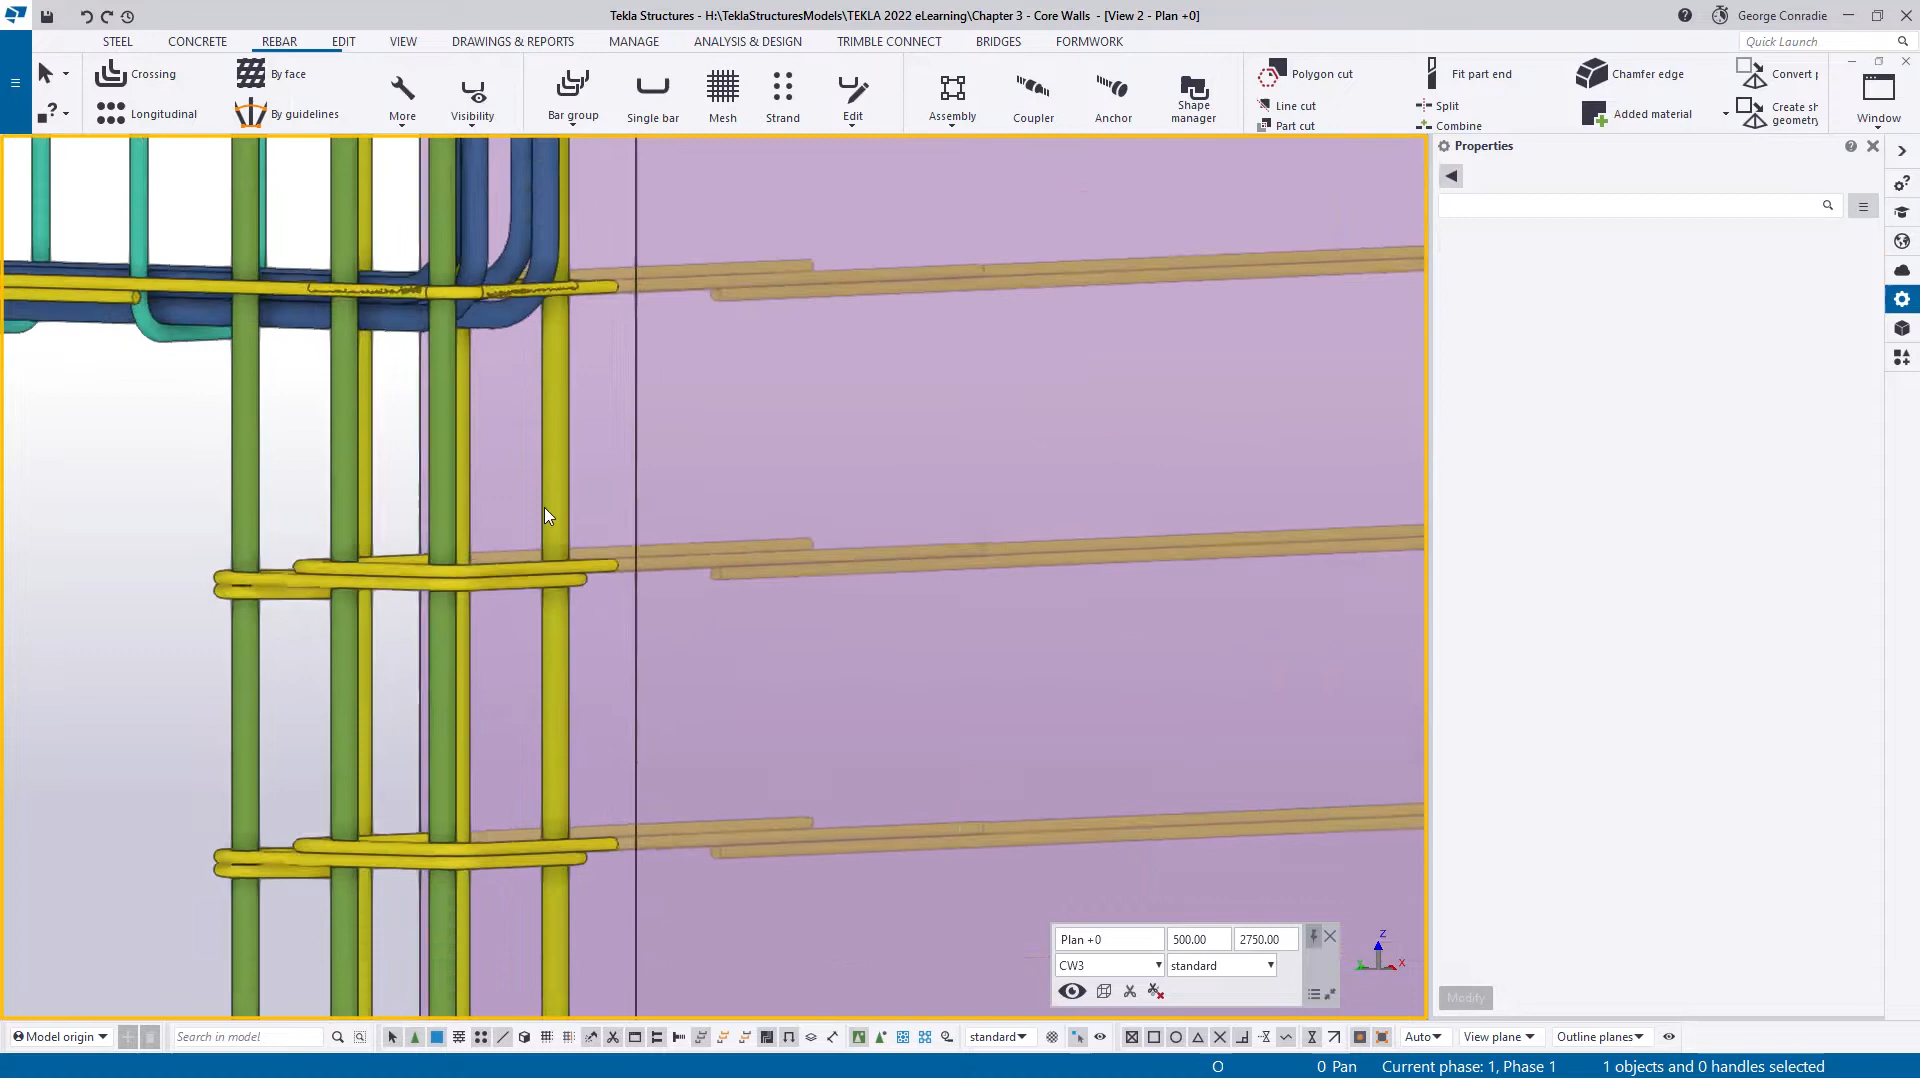 Tekla Structures - H:\TeklaStructuresModels\TEKLA 2022 eLearning\Chapter 3 - Core Walls - [View 2 - Plan +0]
George Conradie
STEEL CONCRETE REBAR EDIT VIEW DRAWINGS & REPORTS MANAGE ANALYSIS & DESIGN TRIMBLE CONNECT BRIDGES FORMWORK
Quick Launch
Crossing
Longitudinal
By face
By guidelines
More
Visibility
Bar group
Single bar
Mesh
Strand
Edit
Assembly
Coupler
Anchor
Shape
manager
Polygon cut
Line cut
Part cut
Fit part end
Split
Combine
Chamfer edge
Added material
Convert p
Create sh
geometry
Window
Properties
Plan +0 500.00 2750.00
CW3 standard
Z
X
Modify
Model origin
Search in model
standard
Auto
View plane
Outline planes
O
0 Pan
Current phase: 1, Phase 1
1 objects and 0 handles selected